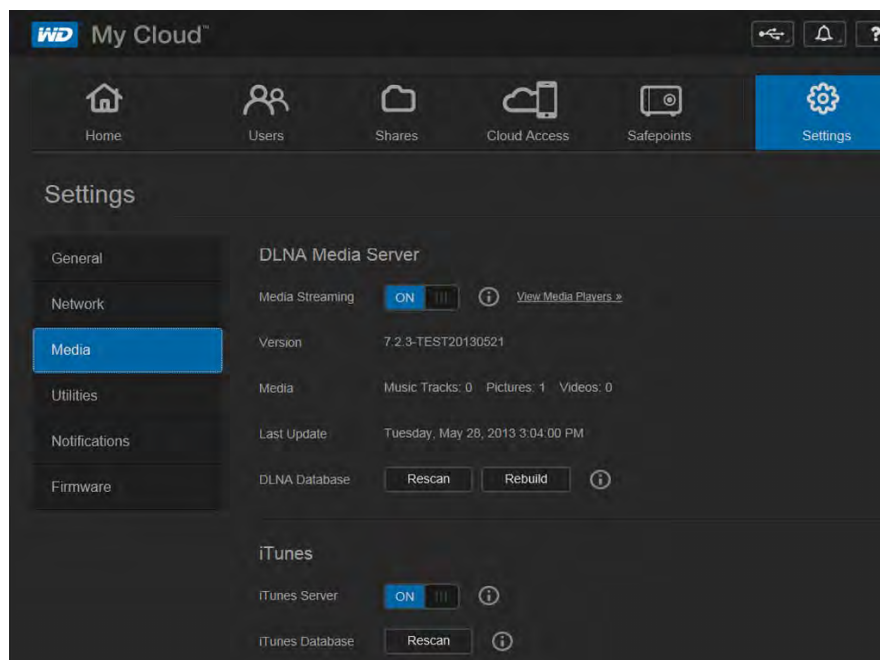 WD My Cloud™
?
Home Users Shares Cloud Access Safepoints Settings
Settings
General
Network
Media
Utilities
Notifications
Firmware
DLNA Media Server
Media Streaming ON View Media Players »
Version 7.2.3-TEST20130521
Media Music Tracks: 0 Pictures: 1 Videos: 0
Last Update Tuesday, May 28, 2013 3:04:00 PM
DLNA Database Rescan Rebuild
iTunes
iTunes Server ON
iTunes Database Rescan